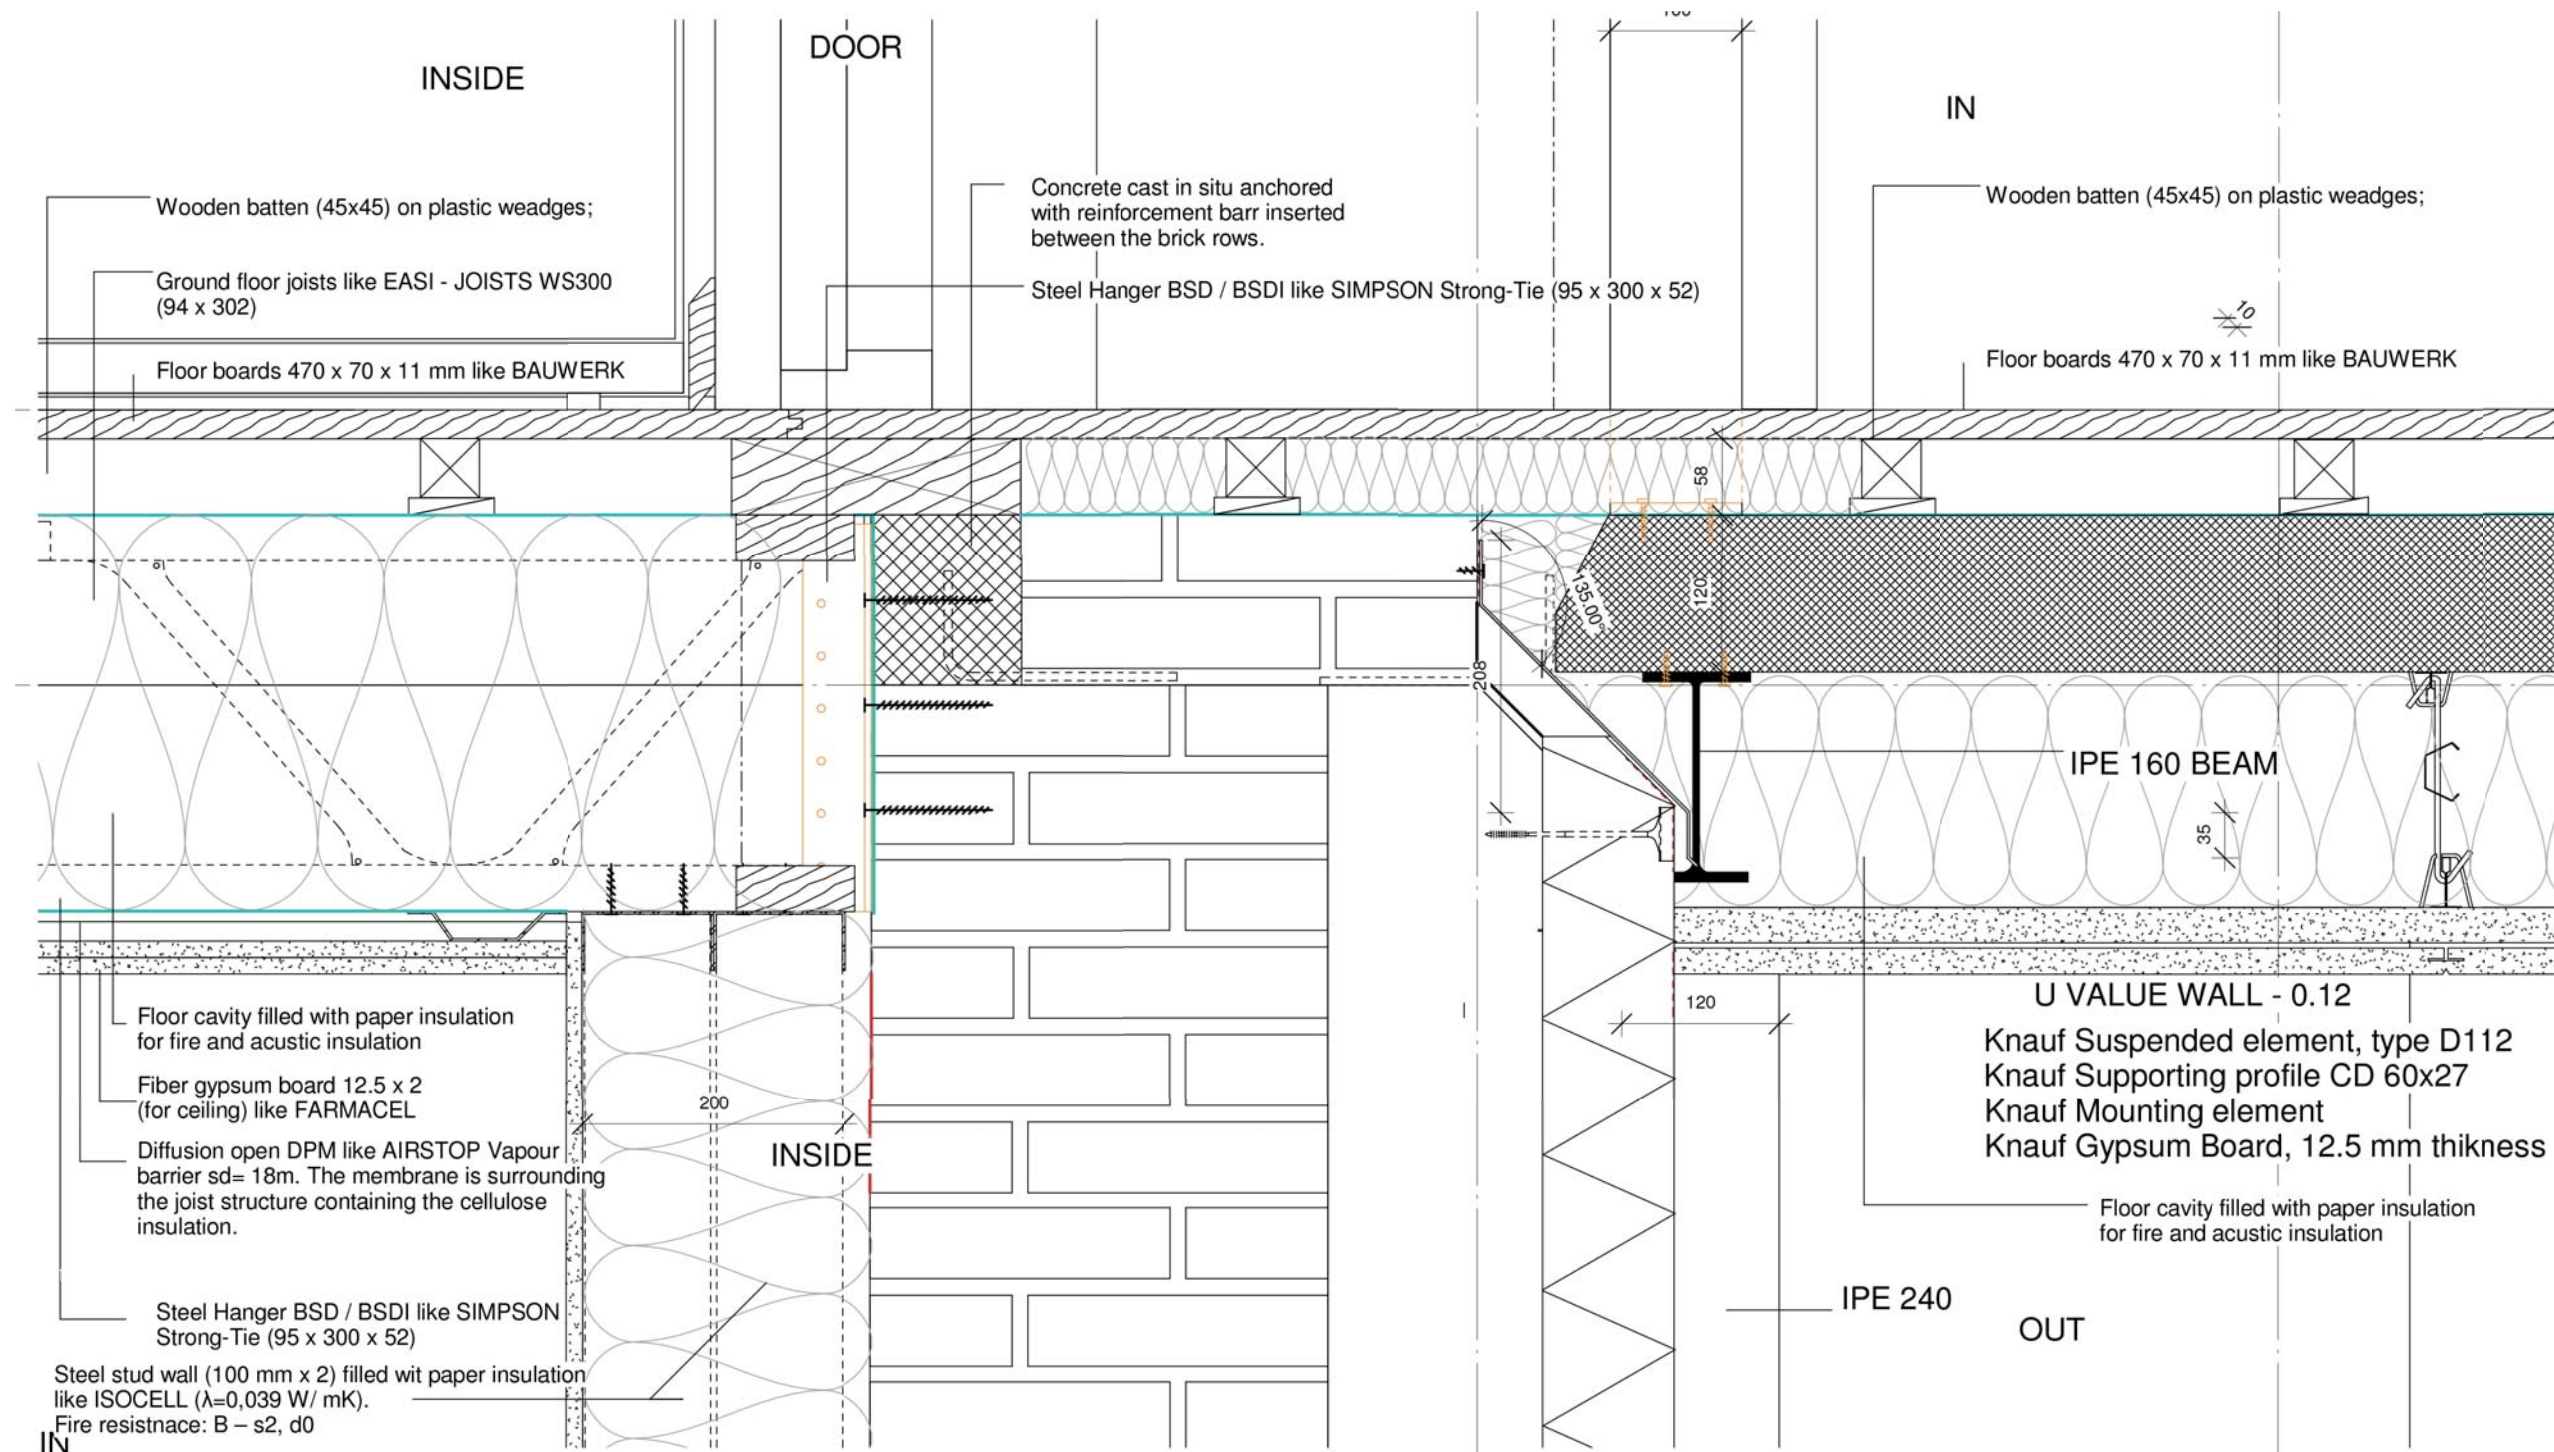 INSIDE
DOOR
IN
Wooden batten (45x45) on plastic weadges;
Ground floor joists like EASI - JOISTS WS300
(94 x 302)
Floor boards 470 x 70 x 11 mm like BAUWERK
Concrete cast in situ anchored
with reinforcement barr inserted
between the brick rows.
Steel Hanger BSD / BSDI like SIMPSON Strong-Tie (95 x 300 x 52)
Wooden batten (45x45) on plastic weadges;
10
Floor boards 470 x 70 x 11 mm like BAUWERK
58
120
135.00°
208
IPE 160 BEAM
35
120
Floor cavity filled with paper insulation
for fire and acustic insulation
Fiber gypsum board 12.5 x 2
(for ceiling) like FARMACEL
Diffusion open DPM like AIRSTOP Vapour
barrier sd= 18m. The membrane is surrounding
the joist structure containing the cellulose
insulation.
Steel Hanger BSD / BSDI like SIMPSON
Strong-Tie (95 x 300 x 52)
Steel stud wall (100 mm x 2) filled wit paper insulation
like ISOCELL (λ=0,039 W/ mK).
Fire resistnace: B – s2, d0
IN
200
INSIDE
U VALUE WALL - 0.12
Knauf Suspended element, type D112
Knauf Supporting profile CD 60x27
Knauf Mounting element
Knauf Gypsum Board, 12.5 mm thikness
Floor cavity filled with paper insulation
for fire and acustic insulation
IPE 240
OUT